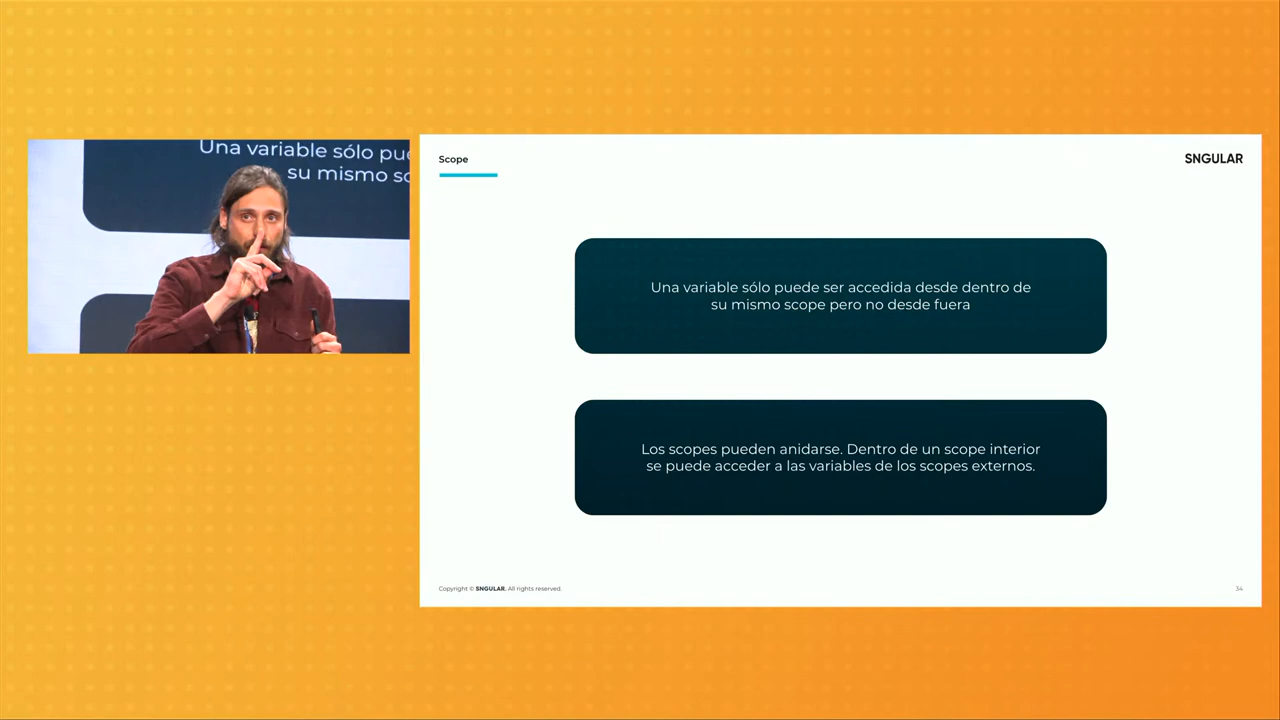 Una variable sólo pue
su mismo sc
Scope
SNGULAR
Una variable sólo puede ser accedida desde dentro de
su mismo scope pero no desde fuera
Los scopes pueden anidarse. Dentro de un scope interior
se puede acceder a las variables de los scopes externos.
Copyright © SNGULAR. All rights reserved.
34